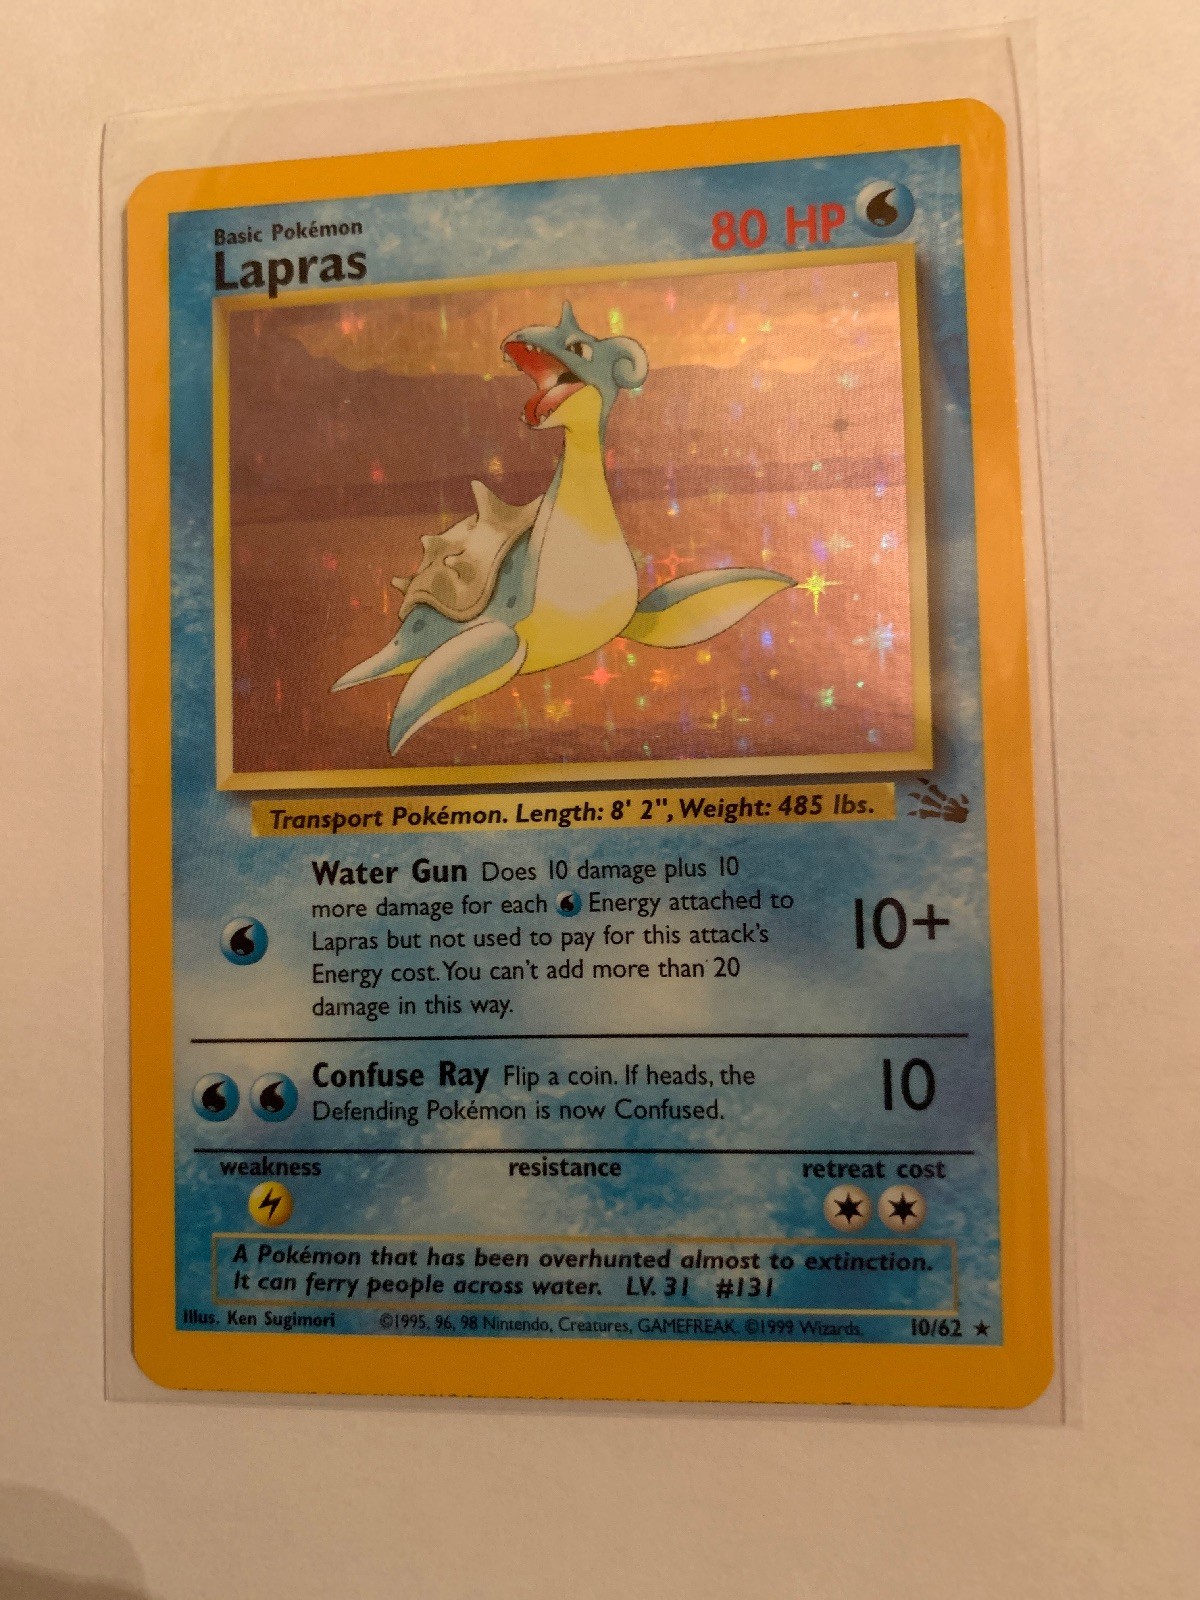 Basic Pokémon
Lapras
80 HP
Transport Pokémon. Length: 8' 2", Weight: 485 lbs.
Water Gun Does 10 damage plus 10
more damage for each Energy attached to
Lapras but not used to pay for this attack's
Energy cost. You can't add more than 20
damage in this way.
10+
Confuse Ray Flip a coin. If heads, the
Defending Pokémon is now Confused.
10
weakness resistance retreat cost
A Pokémon that has been overhunted almost to extinction.
It can ferry people across water. LV. 31 #131
Illus. Ken Sugimori ©1995, 96, 98 Nintendo, Creatures, GAMEFREAK. ©1999 Wizards. 10/62 ★